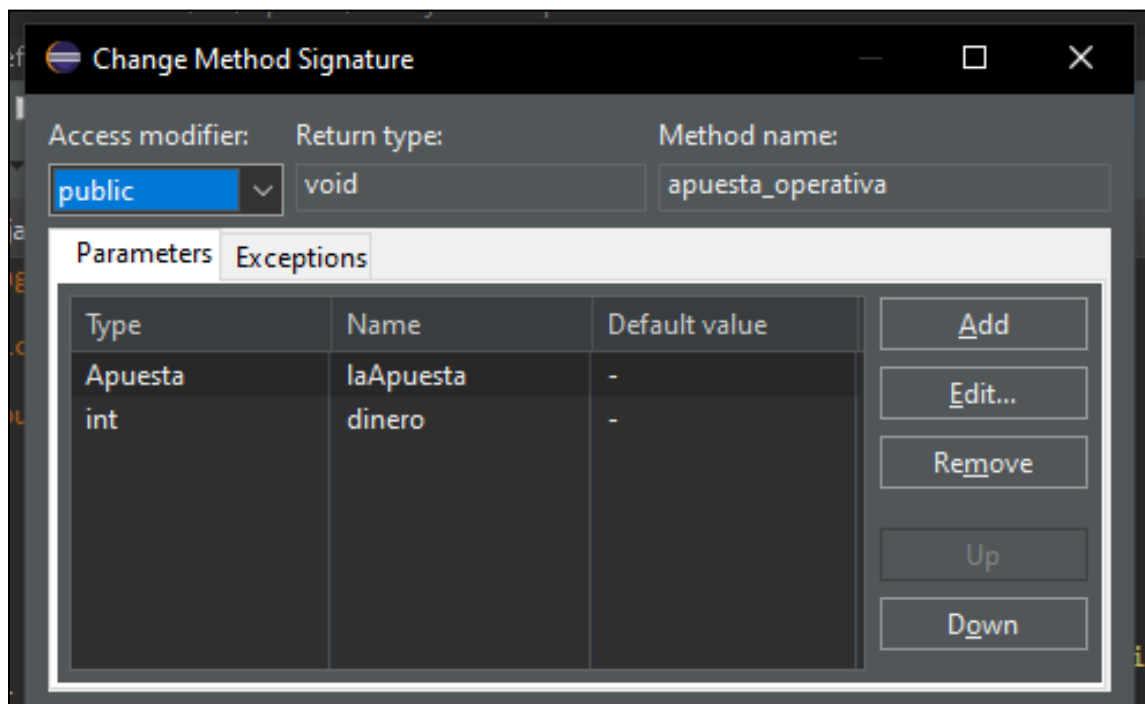 Change Method Signature
Access modifier: Return type: Method name:
public void apuesta_operativa
Parameters Exceptions
Type Name Default value
Apuesta laApuesta -
int dinero -
Add
Edit...
Remove
Up
Down